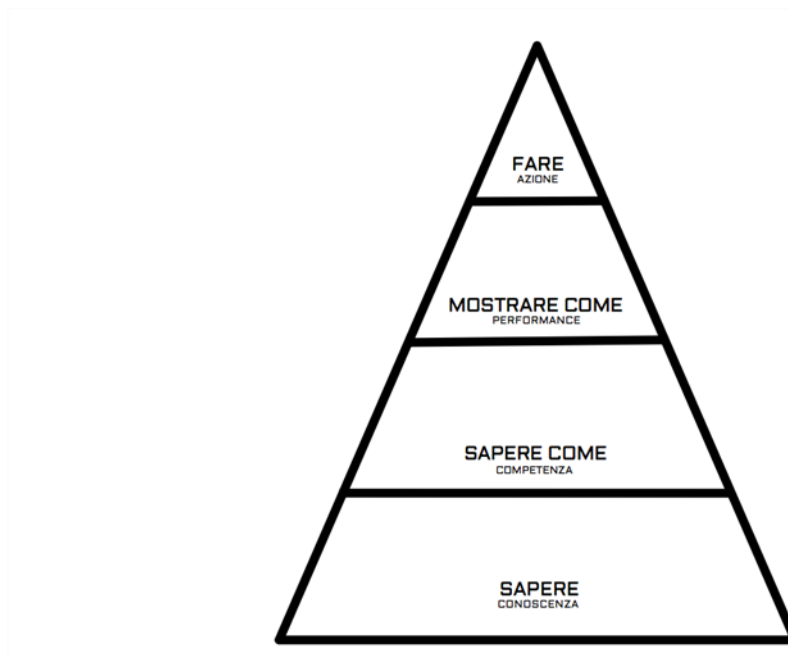 FARE
AZIONE
MOSTRARE COME
PERFORMANCE
SAPERE COME
COMPETENZA
SAPERE
CONOSCENZA